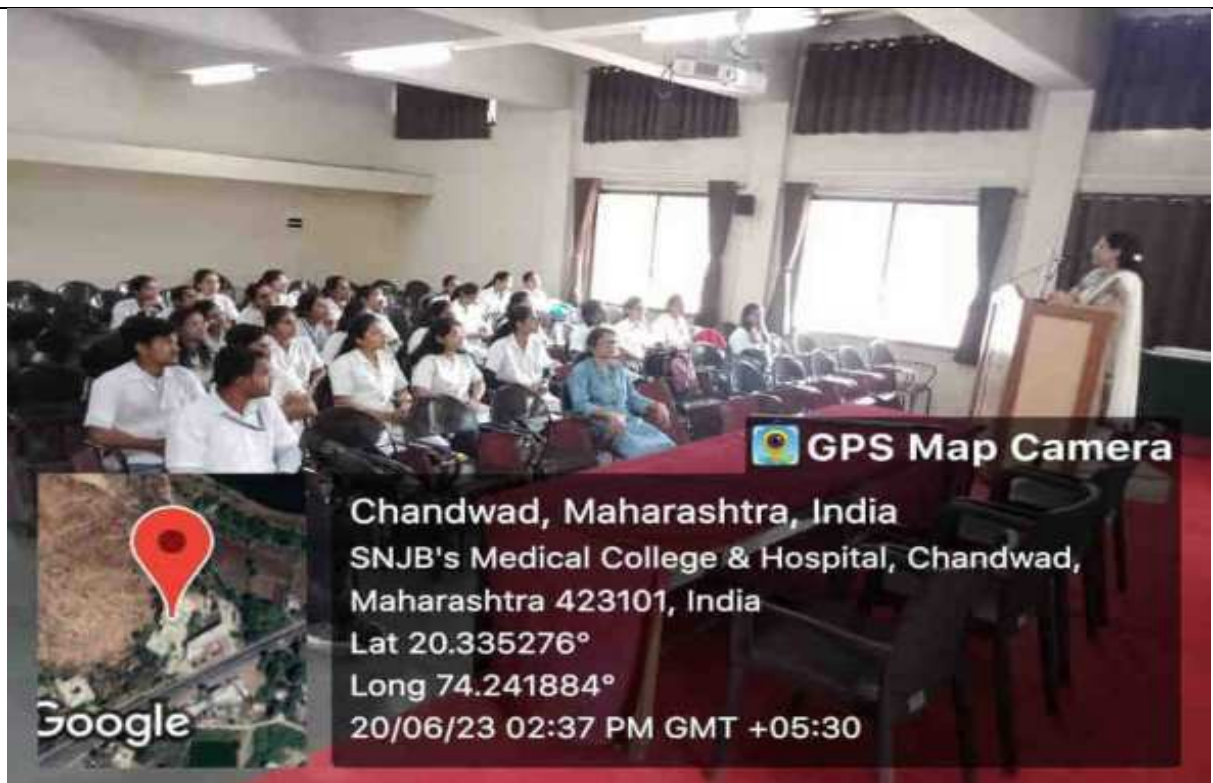 GPS Map Camera
Chandwad, Maharashtra, India
SNJB's Medical College & Hospital, Chandwad,
Maharashtra 423101, India
Lat 20.335276°
Long 74.241884°
20/06/23 02:37 PM GMT +05:30
Google